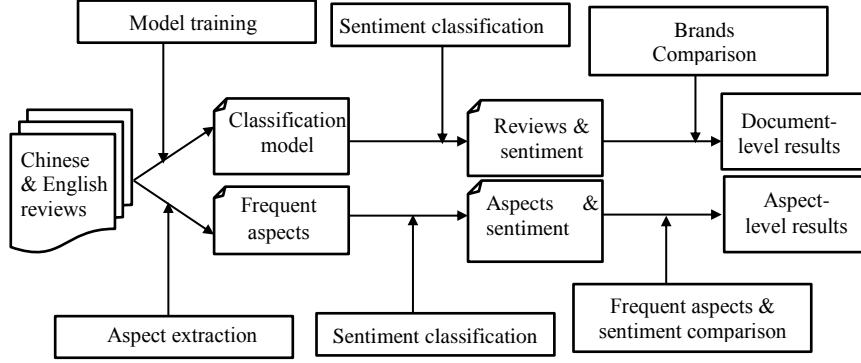 Model training
Sentiment classification
Brands
Comparison
Chinese
& English
reviews
Classification
model
Reviews &
sentiment
Document-
level results
Frequent
aspects
Aspects &
sentiment
Aspect-
level results
Aspect extraction
Sentiment classification
Frequent aspects &
sentiment comparison